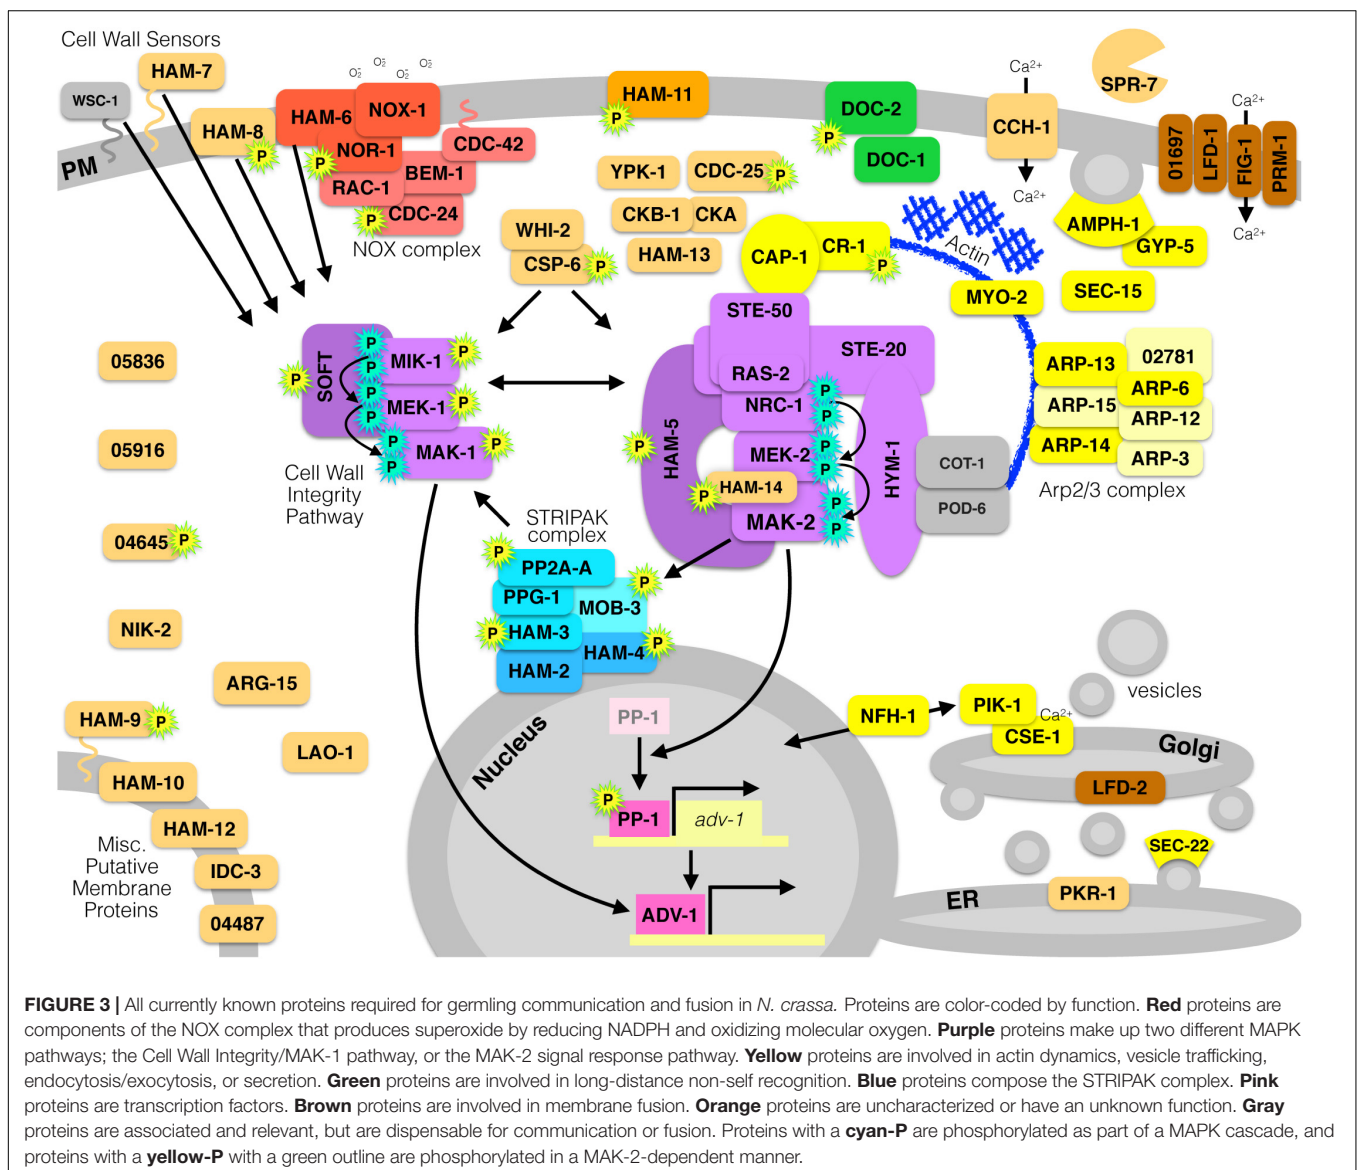 Cell Wall Sensors
HAM-7
WSC-1
HAM-8
P
PM
HAM-6
NOX-1
O₂⁻ O₂⁻ O₂⁻ O₂⁻
NOR-1
P
RAC-1
BEM-1
CDC-42
CDC-24
P
NOX complex
HAM-11
P
DOC-2
P
DOC-1
Ca²⁺
CCH-1
Ca²⁺
SPR-7
Ca²⁺
01697
LFD-1
FIG-1
PRM-1
Ca²⁺
YPK-1
CDC-25
P
CKB-1
CKA
HAM-13
WHI-2
CSP-6
P
CAP-1
CR-1
P
Actin
AMPH-1
GYP-5
MYO-2
SEC-15
05836
05916
04645
P
NIK-2
ARG-15
LAO-1
SOFT
P
MIK-1
P
P
P
MEK-1
P
P
P
MAK-1
P
P
P
Cell Wall
Integrity
Pathway
STE-50
STE-20
RAS-2
NRC-1
P
P
HAM-5
P
MEK-2
P
P
HAM-14
P
MAK-2
P
P
HYM-1
COT-1
POD-6
ARP-13
02781
ARP-6
ARP-15
ARP-12
ARP-14
ARP-3
Arp2/3 complex
STRIPAK
complex
P
PP2A-A
PPG-1
MOB-3
P
P
HAM-3
HAM-4
P
HAM-2
HAM-9
P
HAM-10
HAM-12
IDC-3
04487
Misc.
Putative
Membrane
Proteins
Nucleus
PP-1
P
PP-1
adv-1
ADV-1
NFH-1
PIK-1
Ca²⁺
CSE-1
vesicles
Golgi
LFD-2
SEC-22
PKR-1
ER
FIGURE 3 | All currently known proteins required for germling communication and fusion in N. crassa. Proteins are color-coded by function. Red proteins are
components of the NOX complex that produces superoxide by reducing NADPH and oxidizing molecular oxygen. Purple proteins make up two different MAPK
pathways; the Cell Wall Integrity/MAK-1 pathway, or the MAK-2 signal response pathway. Yellow proteins are involved in actin dynamics, vesicle trafficking,
endocytosis/exocytosis, or secretion. Green proteins are involved in long-distance non-self recognition. Blue proteins compose the STRIPAK complex. Pink
proteins are transcription factors. Brown proteins are involved in membrane fusion. Orange proteins are uncharacterized or have an unknown function. Gray
proteins are associated and relevant, but are dispensable for communication or fusion. Proteins with a cyan-P are phosphorylated as part of a MAPK cascade, and
proteins with a yellow-P with a green outline are phosphorylated in a MAK-2-dependent manner.